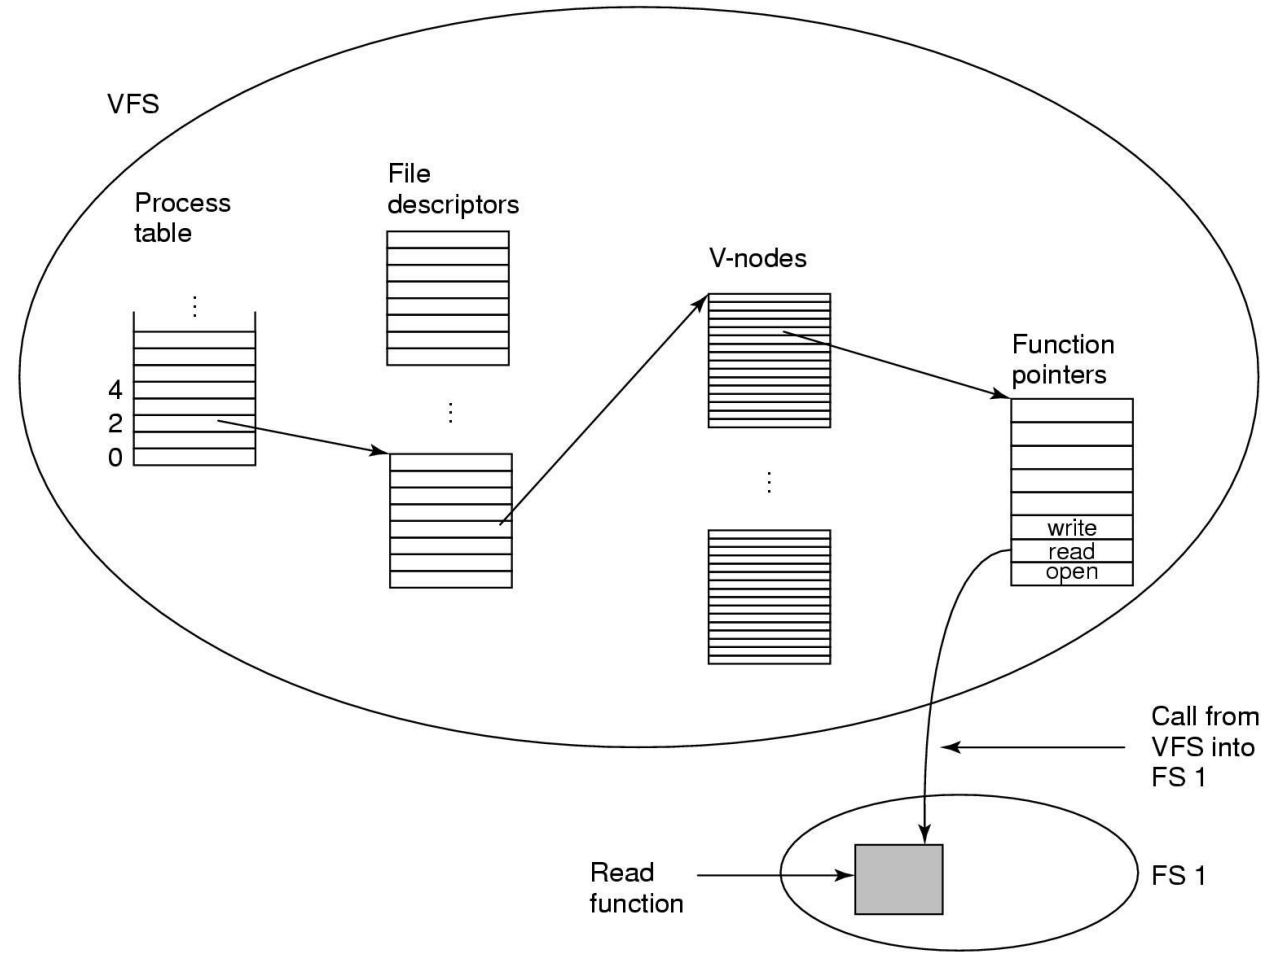 VFS
Process
table
4
2
0
File
descriptors
V-nodes
Function
pointers
write
read
open
Call from
VFS into
FS 1
Read
function
FS 1